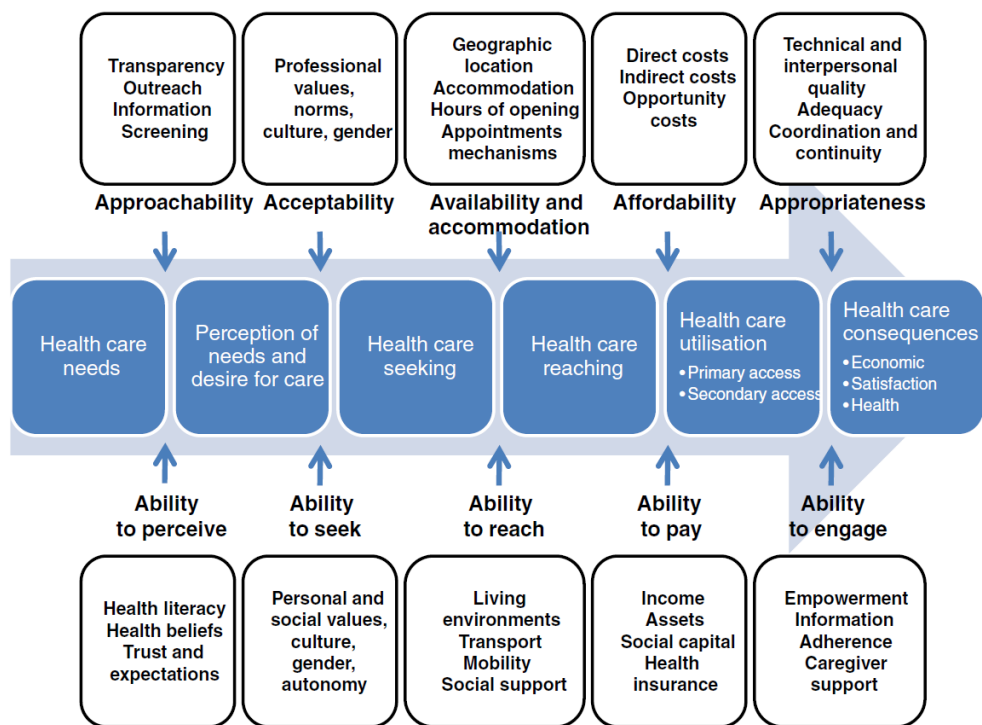 Transparency
Outreach
Information
Screening
Professional
values,
norms,
culture, gender
Geographic
location
Accommodation
Hours of opening
Appointments
mechanisms
Direct costs
Indirect costs
Opportunity
costs
Technical and
interpersonal
quality
Adequacy
Coordination and
continuity
Approachability
Acceptability
Availability and
accommodation
Affordability
Appropriateness
Health care
needs
Perception of
needs and
desire for care
Health care
seeking
Health care
reaching
Health care
utilisation
• Primary access
• Secondary access
Health care
consequences
• Economic
• Satisfaction
• Health
Ability
to perceive
Ability
to seek
Ability
to reach
Ability
to pay
Ability
to engage
Health literacy
Health beliefs
Trust and
expectations
Personal and
social values,
culture,
gender,
autonomy
Living
environments
Transport
Mobility
Social support
Income
Assets
Social capital
Health
insurance
Empowerment
Information
Adherence
Caregiver
support